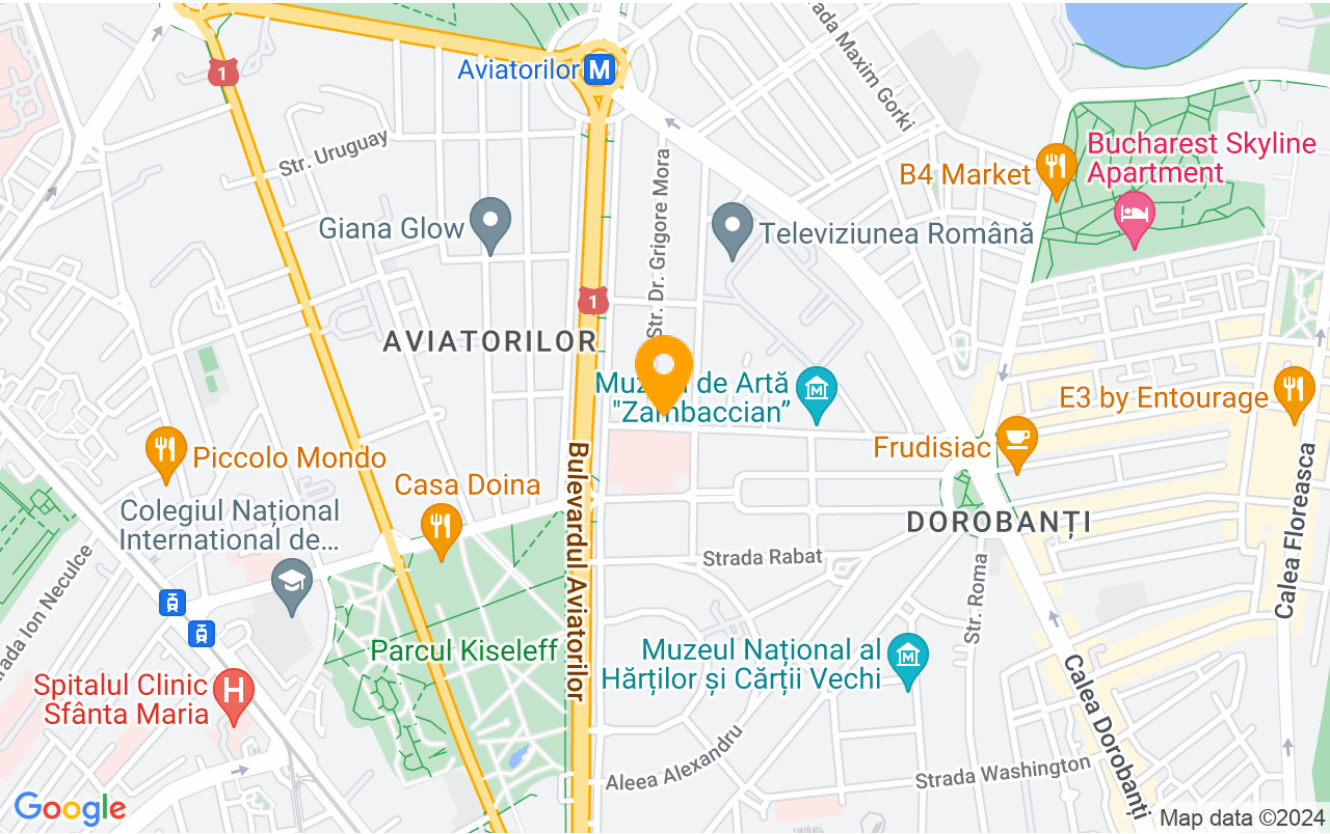 Strada Maxim Gorki
Aviatorilor
M
1
Str. Uruguay
Bucharest Skyline
Apartment
B4 Market
Giana Glow
Str. Dr. Grigore Mora
Televiziunea Română
1
AVIATORILOR
de Artă
"Zambaccian”
M
E3 by Entourage
Frudisiac
Piccolo Mondo
Casa Doina
Colegiul Național
International de...
Bulevardul Aviatorilor
DOROBANȚI
Calea Floreasca
Strada Rabat
Str. Roma
Ion Neculce
Parcul Kiseleff
Muzeul Național al
Hărților și Cărții Vechi
M
Spitalul Clinic
Sfânta Maria
H
Calea Dorobanți
Aleea Alexandru
Strada Washington
Google
Map data ©2024